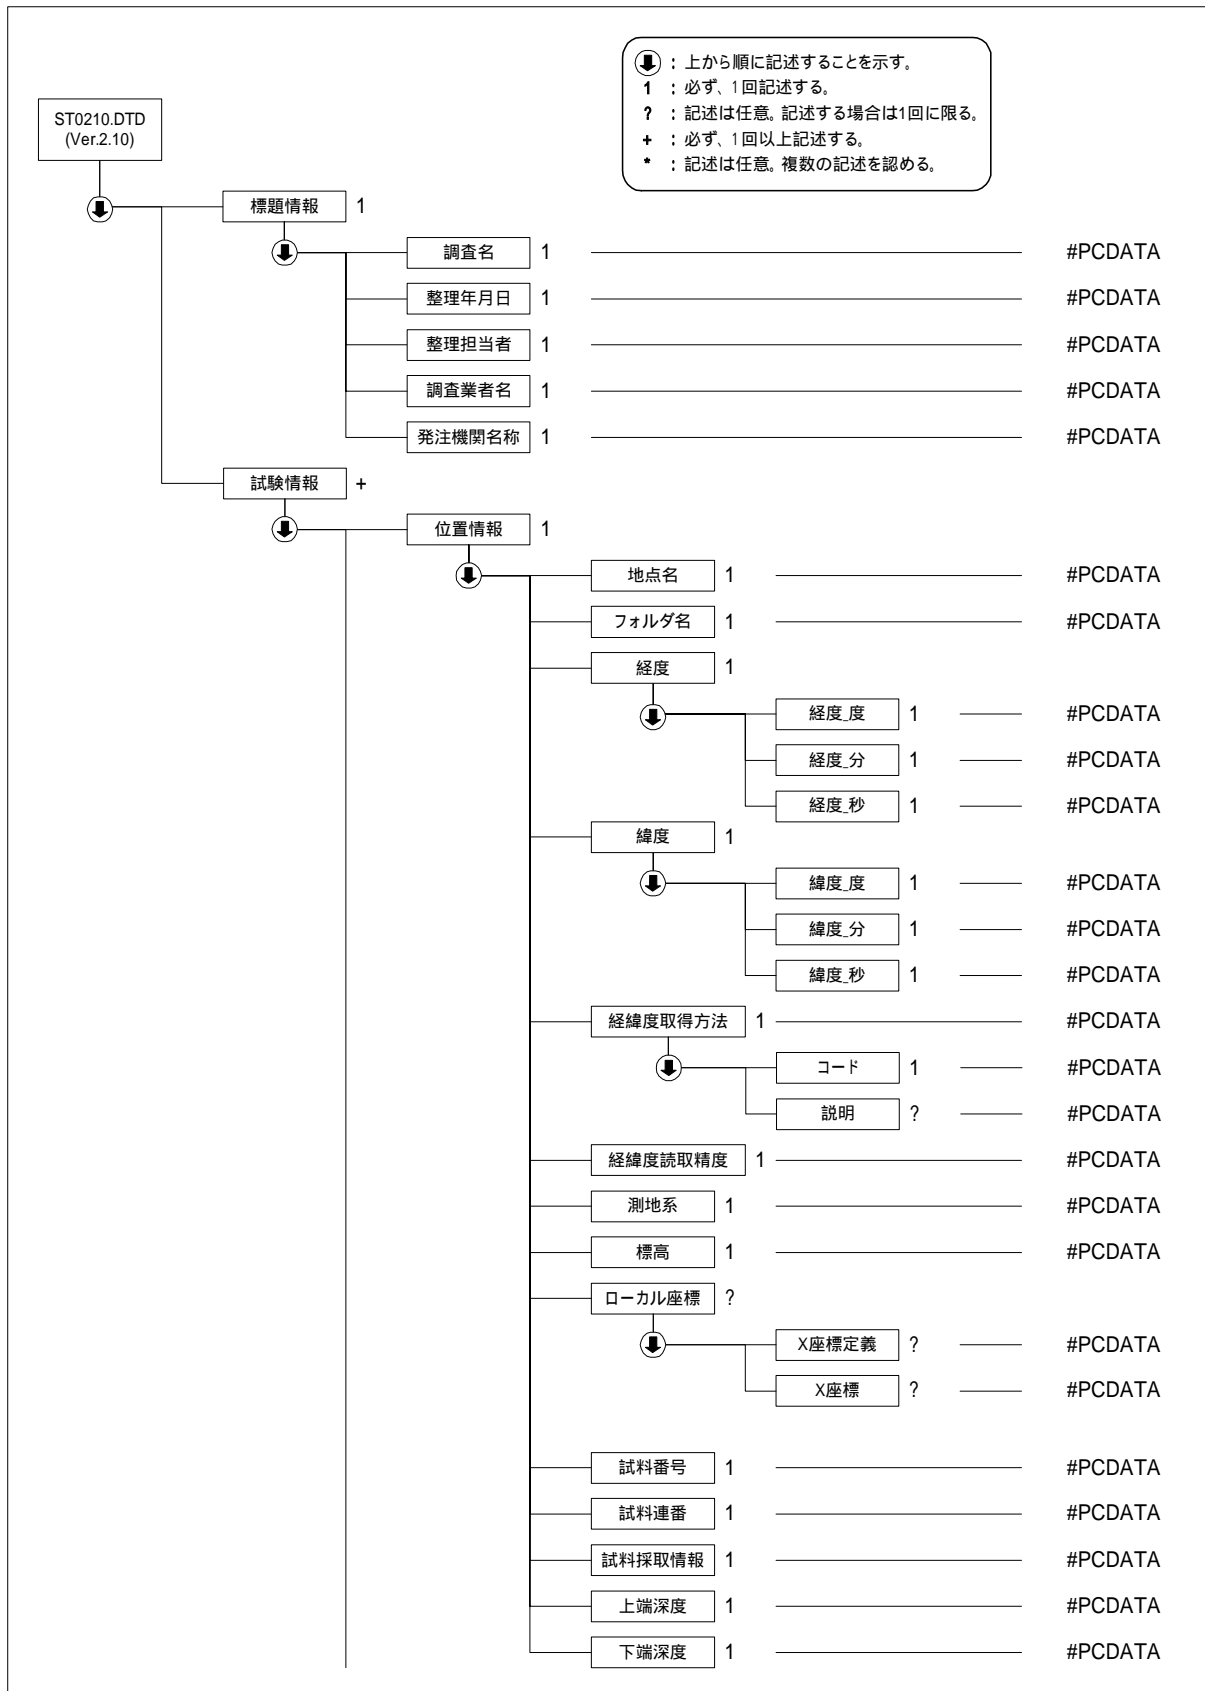 : 上から順に記述することを示す。
1 : 必ず、1回記述する。
? : 記述は任意。記述する場合は1回に限る。
+ : 必ず、1回以上記述する。
* : 記述は任意。複数の記述を認める。
ST0210.DTD
(Ver.2.10)
標題情報 1
調査名 1 #PCDATA
整理年月日 1 #PCDATA
整理担当者 1 #PCDATA
調査業者名 1 #PCDATA
発注機関名称 1 #PCDATA
試験情報 +
位置情報 1
地点名 1 #PCDATA
フォルダ名 1 #PCDATA
経度 1
経度_度 1 #PCDATA
経度_分 1 #PCDATA
経度_秒 1 #PCDATA
緯度 1
緯度_度 1 #PCDATA
緯度_分 1 #PCDATA
緯度_秒 1 #PCDATA
経緯度取得方法 1 #PCDATA
コード 1 #PCDATA
説明 ? #PCDATA
経緯度読取精度 1 #PCDATA
測地系 1 #PCDATA
標高 1 #PCDATA
ローカル座標 ?
X座標定義 ? #PCDATA
X座標 ? #PCDATA
試料番号 1 #PCDATA
試料連番 1 #PCDATA
試料採取情報 1 #PCDATA
上端深度 1 #PCDATA
下端深度 1 #PCDATA